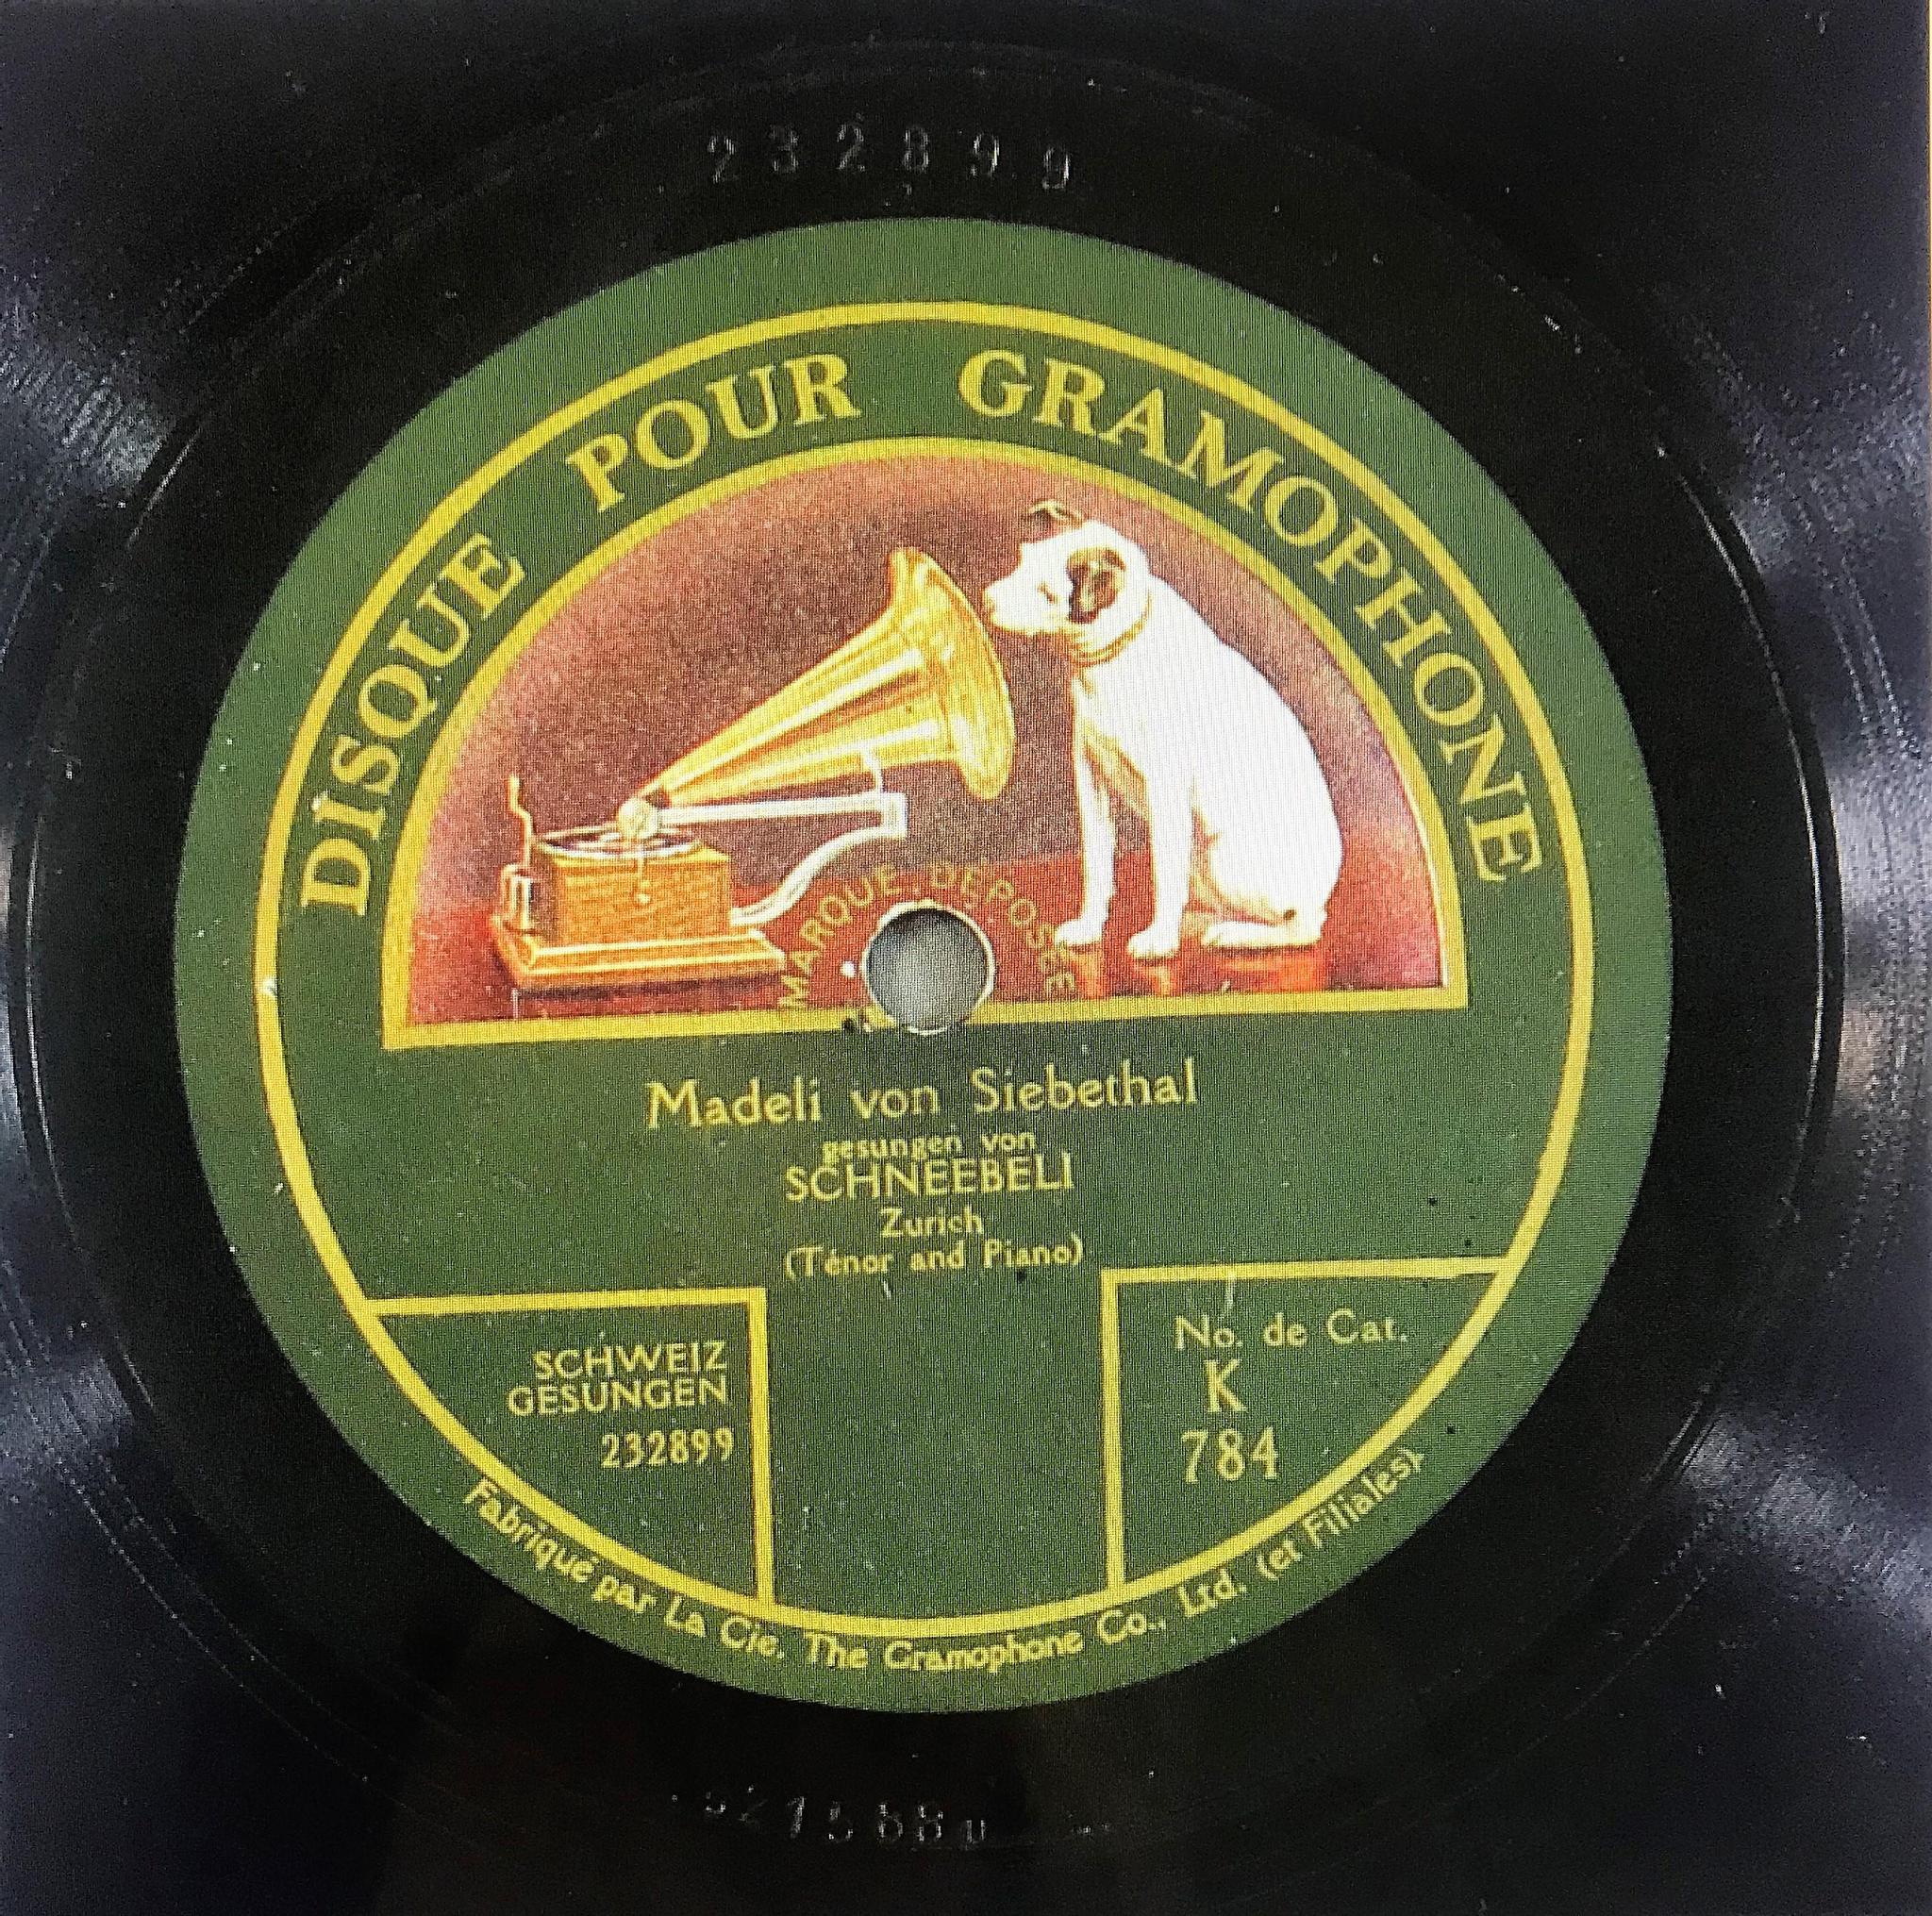 232899
DISQUE POUR GRAMOPHONE
MARQUE DEPOSÉE
Madeli von Siebethal
gesungen von
SCHNEEBELI
Zurich
(Ténor and Piano)
SCHWEIZ
GESUNGEN
232899
No. de Cat.
K
784
Fabriqué par La Cie. The Gramophone Co., Ltd. (et Filiales).